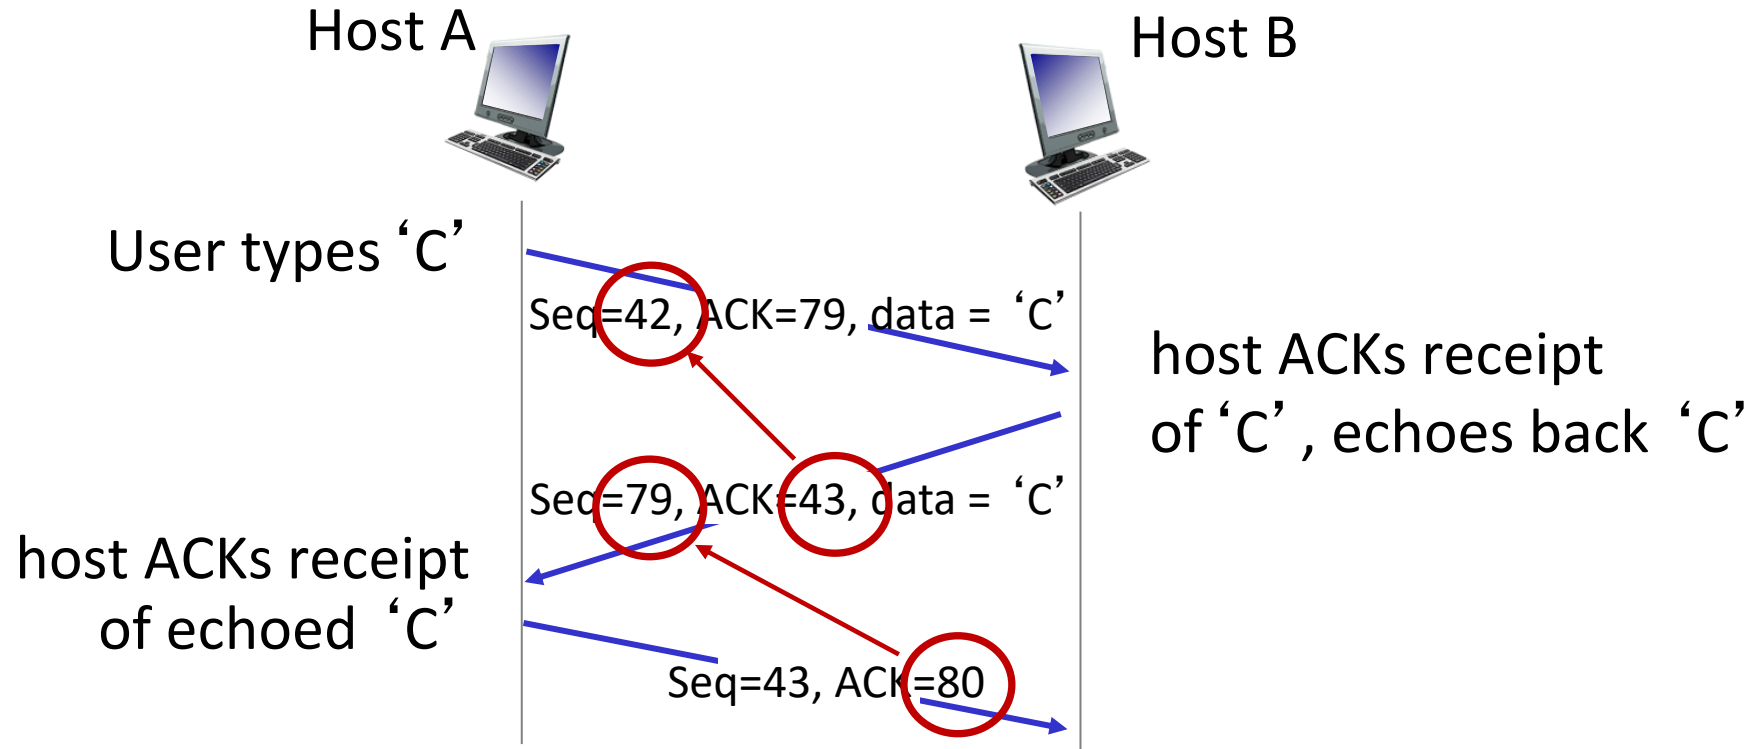 Host A
Host B
User types ‘C’
Seq=42, ACK=79, data = ‘C’
host ACKs receipt
of ‘C’, echoes back ‘C’
Seq=79, ACK=43, data = ‘C’
host ACKs receipt
of echoed ‘C’
Seq=43, ACK=80